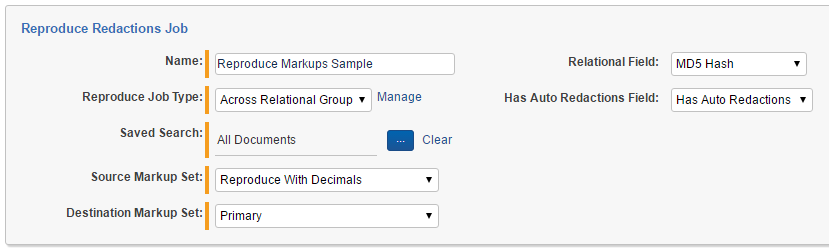 Reproduce Redactions Job
Name: Reproduce Markups Sample Relational Field: MD5 Hash
Reproduce Job Type: Across Relational Group Manage Has Auto Redactions Field: Has Auto Redactions
Saved Search: All Documents ... Clear
Source Markup Set: Reproduce With Decimals
Destination Markup Set: Primary